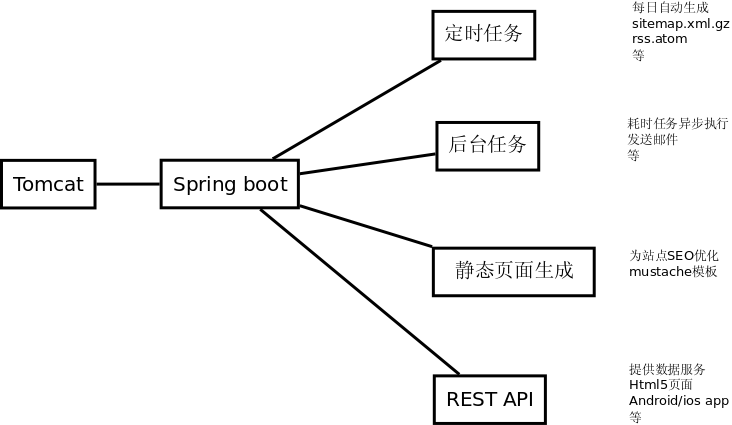 Tomcat
Spring boot
定时任务
每日自动生成
sitemap.xml.gz
rss.atom
等
后台任务
耗时任务异步执行
发送邮件
等
静态页面生成
为站点SEO优化
mustache模板
REST API
提供数据服务
Html5页面
Android/ios app
等